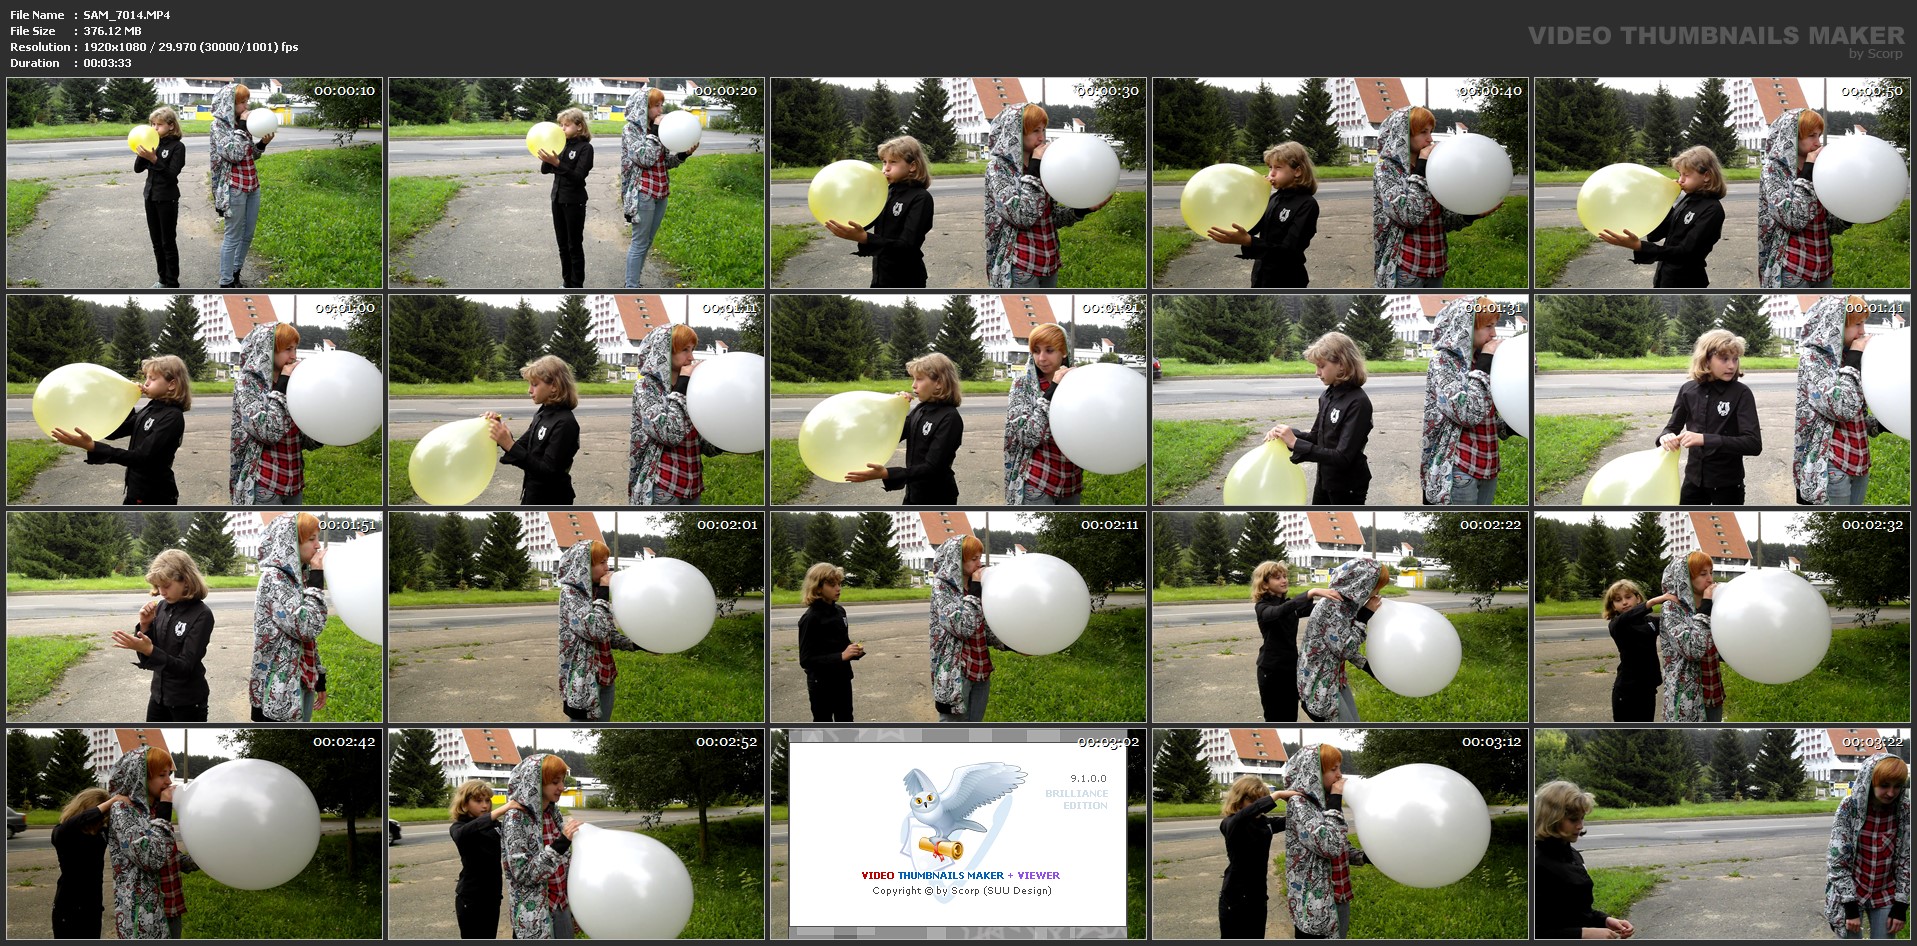 File Name : SAM_7014.MP4
File Size : 376.12 MB
Resolution : 1920x1080 / 29.970 (30000/1001) fps
Duration : 00:03:33
VIDEO THUMBNAILS MAKER
by Scorp
00:00:10
00:00:20
00:00:30
00:00:40
00:00:50
00:01:00
00:01:11
00:01:21
00:01:31
00:01:41
00:01:51
00:02:01
00:02:11
00:02:22
00:02:32
00:02:42
00:02:52
00:03:02
9.1.0.0
BRILLIANCE
EDITION
VIDEO THUMBNAILS MAKER + VIEWER
Copyright © by Scorp (SUU Design)
00:03:12
00:03:22